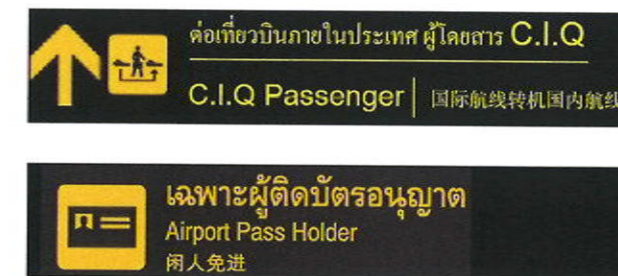 ต่อเที่ยวบินภายในประเทศ ผู้โดยสาร C.I.Q
C.I.Q Passenger 国际航线转机国内航线
เฉพาะผู้ติดบัตรอนุญาต
Airport Pass Holder
闲人免进